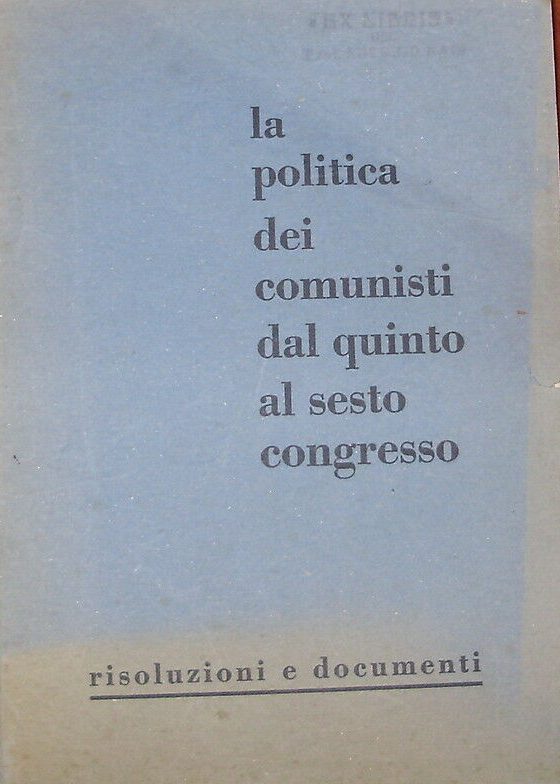 la
politica
dei
comunisti
dal quinto
al sesto
congresso
risoluzioni e documenti